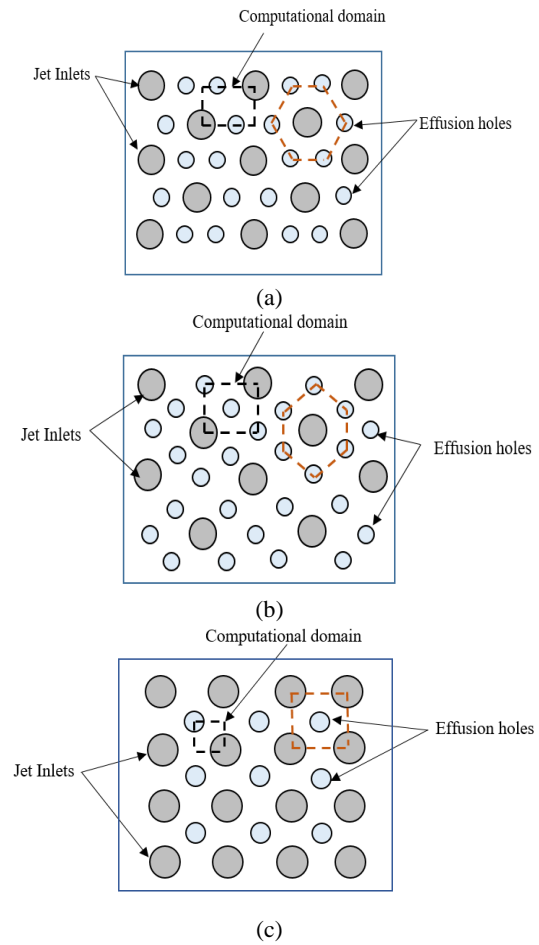 Computational domain
Jet Inlets
Effusion holes
(a)
Computational domain
Jet Inlets
Effusion holes
(b)
Computational domain
Effusion holes
Jet Inlets
(c)